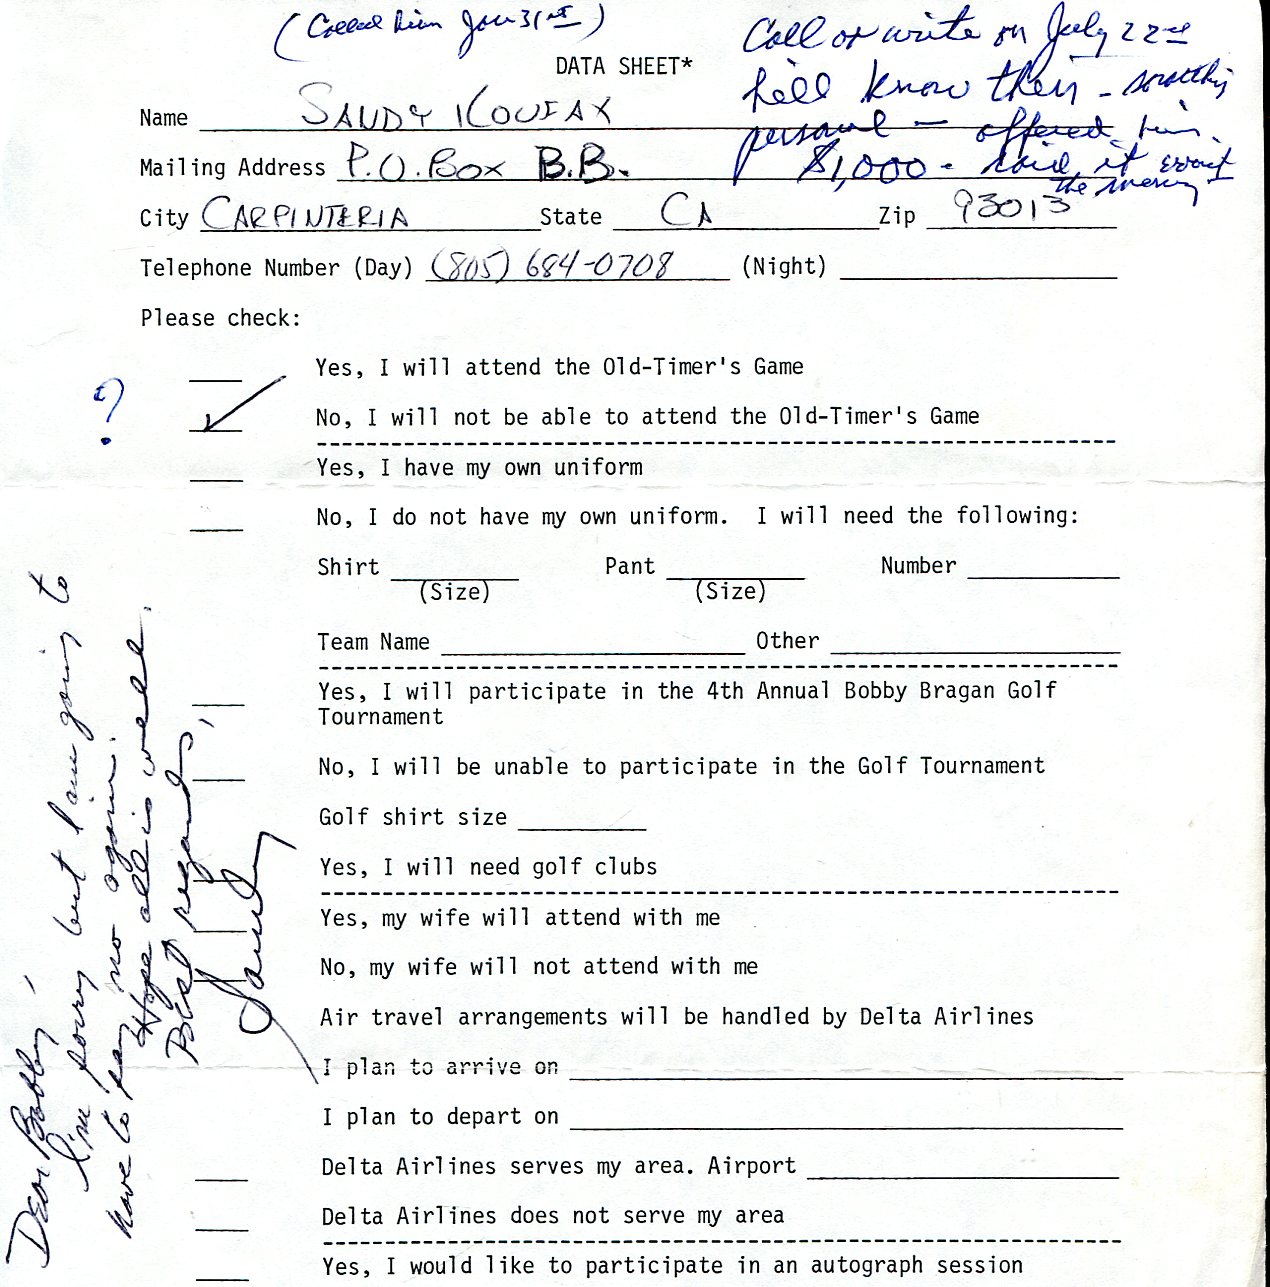 (Called him Jan 31st)
Call or write on July 22nd
he'll know then - something
personal - offered him
$1,000 - said it wasn't
the money
DATA SHEET*
Name SANDY KOUFAX
Mailing Address P.O. Box B.B.
City CARPINTERIA State CA Zip 93013
Telephone Number (Day) (805) 684-0708 (Night)
Please check:
Yes, I will attend the Old-Timer's Game
?
No, I will not be able to attend the Old-Timer's Game
Yes, I have my own uniform
No, I do not have my own uniform. I will need the following:
Shirt Pant Number
(Size) (Size)
Team Name Other
Yes, I will participate in the 4th Annual Bobby Bragan Golf
Tournament
No, I will be unable to participate in the Golf Tournament
Golf shirt size
Yes, I will need golf clubs
Yes, my wife will attend with me
No, my wife will not attend with me
Air travel arrangements will be handled by Delta Airlines
I plan to arrive on
I plan to depart on
Delta Airlines serves my area. Airport
Delta Airlines does not serve my area
Yes, I would like to participate in an autograph session
Dear Bobby,
I'm sorry but I am going to
have to say no again.
Hope all is well.
Best regards,
Sandy